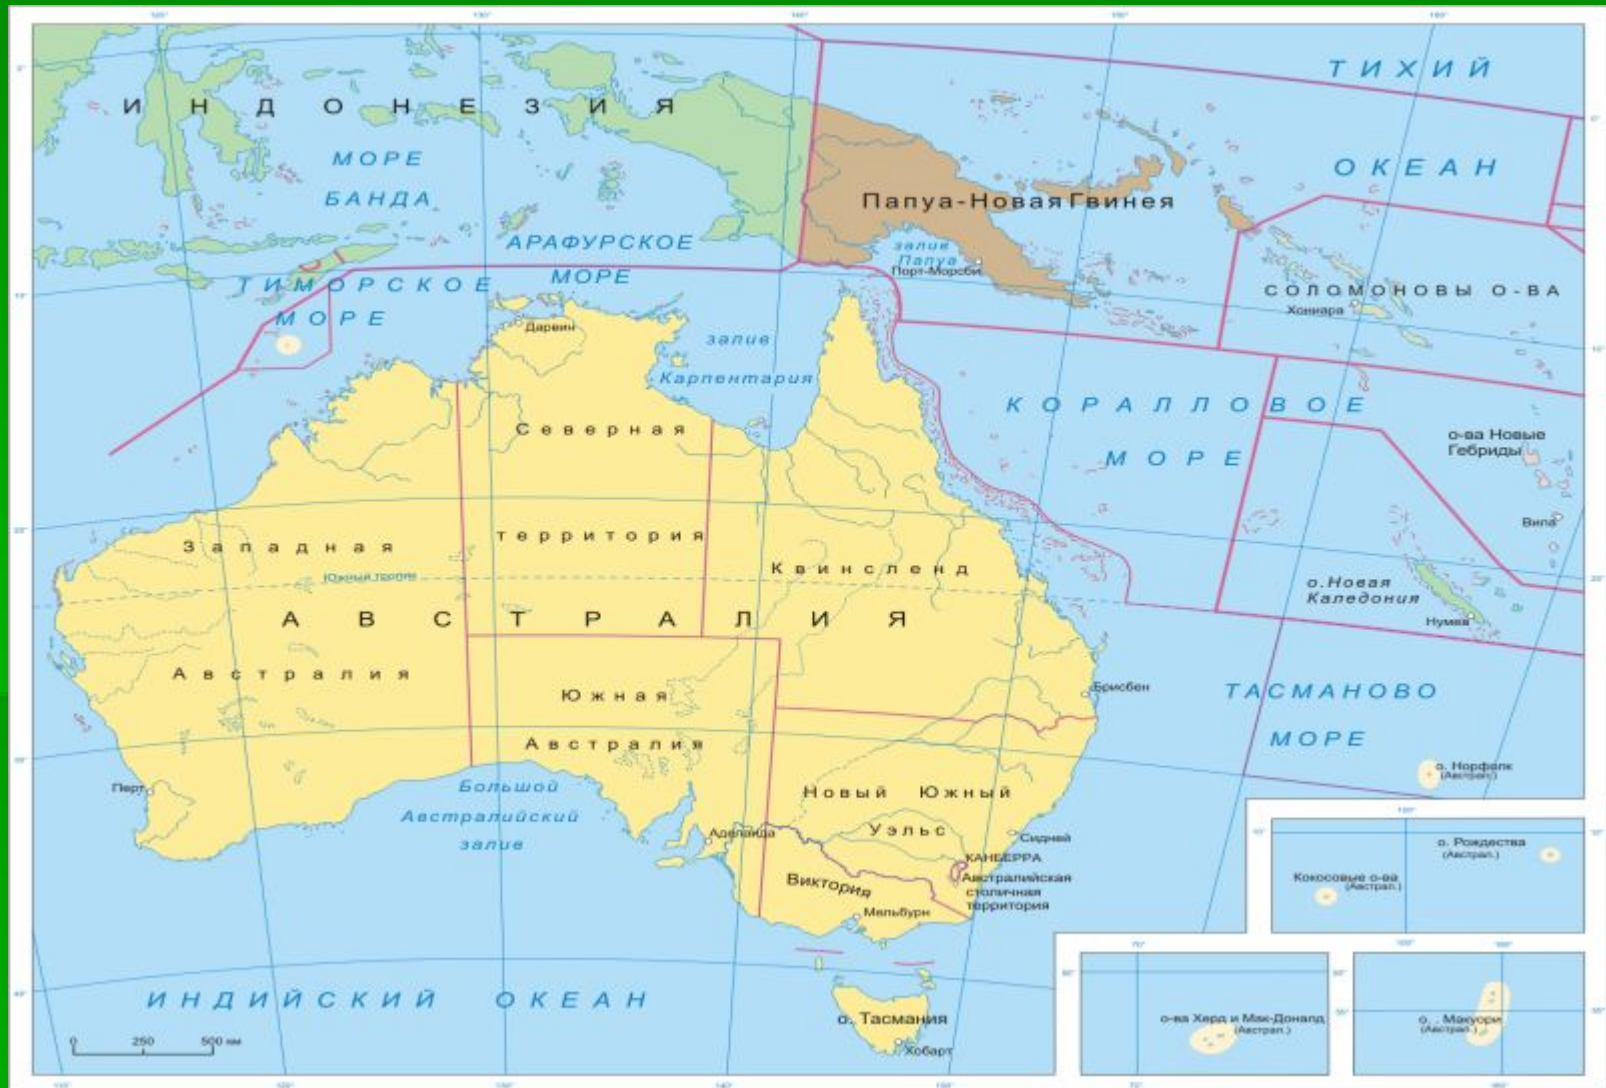 ТИХИЙ
ОКЕАН
ИНДОНЕЗИЯ
МОРЕ
БАНДА
Папуа-Новая Гвинея
АРАФУРСКОЕ
МОРЕ
залив
Папуа
Порт-Морсби
ТИМОРСКОЕ
МОРЕ
СОЛОМОНОВЫ О-ВА
Хониара
Дарвин
залив
Карпентария
КОРАЛЛОВОЕ
МОРЕ
Северная
территория
о-ва Новые
Гебриды
Вила
Западная
Австралия
Южный тропик
Квинсленд
АВСТРАЛИЯ
о.Новая
Каледония
Нумеа
Южная
Австралия
Брисбен
ТАСМАНОВО
МОРЕ
о. Норфолк
(Австрал.)
Перт
Большой
Австралийский
залив
Новый Южный
Уэльс
Аделаида
Сидней
КАНБЕРРА
Австралийская
столичная
территория
Виктория
Мельбурн
о. Рождества
(Австрал.)
Кокосовые о-ва
(Австрал.)
ИНДИЙСКИЙ ОКЕАН
о. Тасмания
Хобарт
о-ва Херд и Мак-Доналд
(Австрал.)
о. . Макуори
(Австрал.)
0 250 500 км